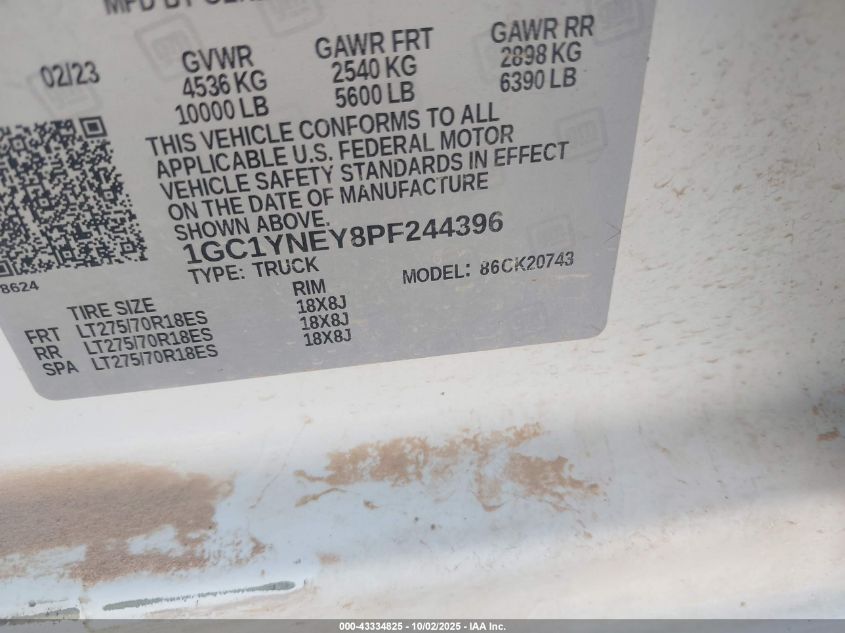 MFD BY
02/23
GVWR
4536 KG
10000 LB
GAWR FRT
2540 KG
5600 LB
GAWR RR
2898 KG
6390 LB
THIS VEHICLE CONFORMS TO ALL
APPLICABLE U.S. FEDERAL MOTOR
VEHICLE SAFETY STANDARDS IN EFFECT
ON THE DATE OF MANUFACTURE
SHOWN ABOVE.
1GC1YNEY8PF244396
TYPE: TRUCK
MODEL: 86CK20743
8624
TIRE SIZE RIM
FRT LT275/70R18ES 18X8J
RR LT275/70R18ES 18X8J
SPA LT275/70R18ES 18X8J
000-43334825 - 10/02/2025 - IAA Inc.